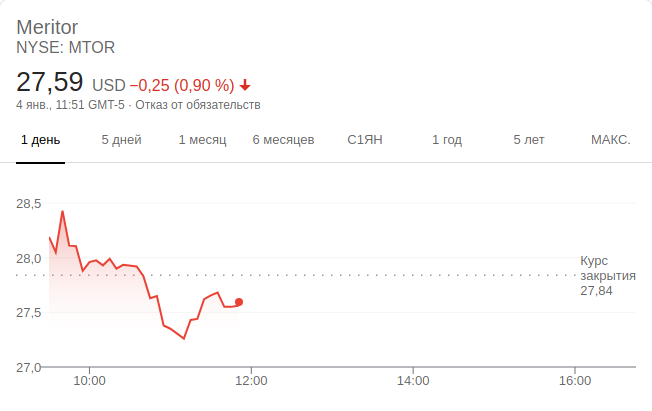 Meritor
NYSE: MTOR
27,59 USD −0,25 (0,90 %)
4 янв., 11:51 GMT-5 · Отказ от обязательств
1 день 5 дней 1 месяц 6 месяцев С1ЯН 1 год 5 лет МАКС.
28,5
28,0
Курс
закрытия
27,84
27,5
27,0
10:00 12:00 14:00 16:00